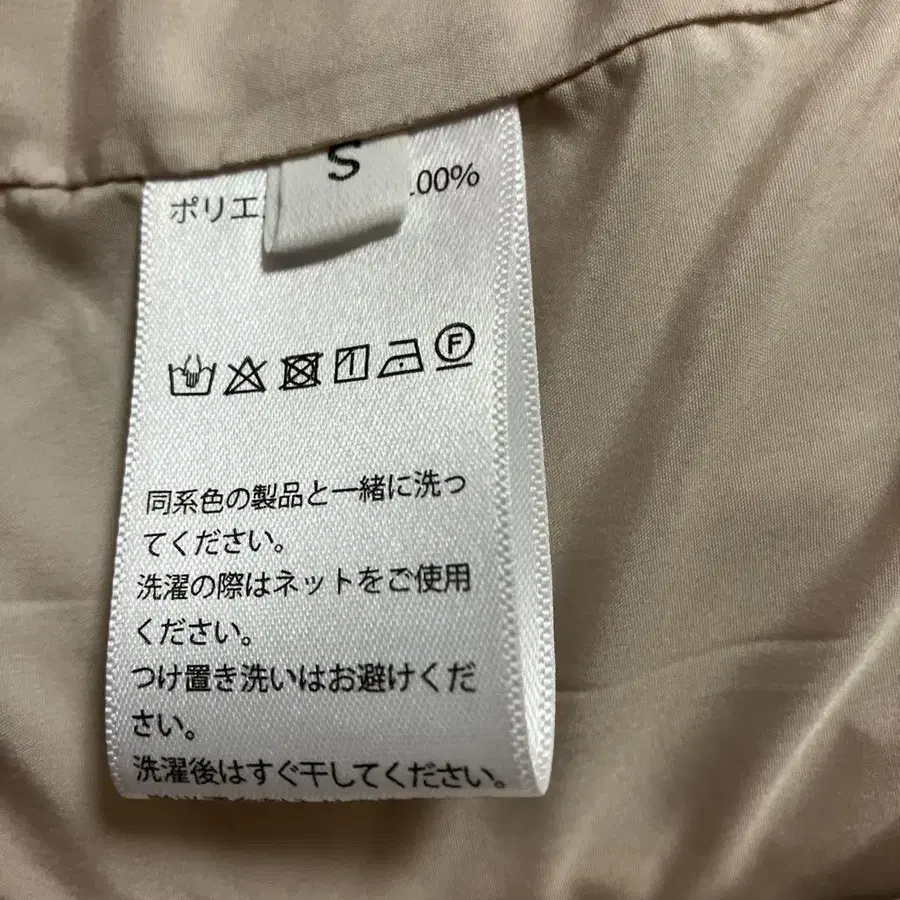 S
ポリエ 00%
F
同系色の製品と一緒に洗っ
てください。
洗濯の際はネットをご使用
ください。
つけ置き洗いはお避けくだ
さい。
洗濯後はすぐ干してください。